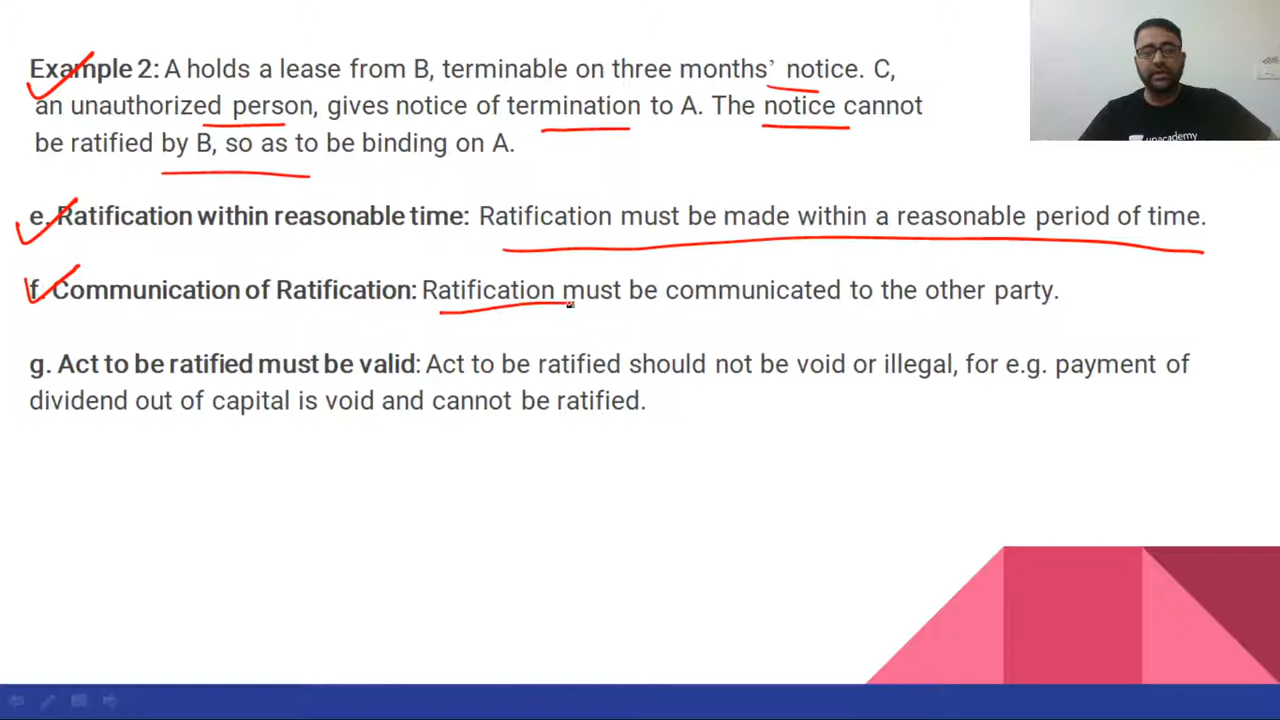 Example 2: A holds a lease from B, terminable on three months’ notice. C,
an unauthorized person, gives notice of termination to A. The notice cannot
be ratified by B, so as to be binding on A.
unacademy
e. Ratification within reasonable time: Ratification must be made within a reasonable period of time.
f. Communication of Ratification: Ratification must be communicated to the other party.
g. Act to be ratified must be valid: Act to be ratified should not be void or illegal, for e.g. payment of
dividend out of capital is void and cannot be ratified.